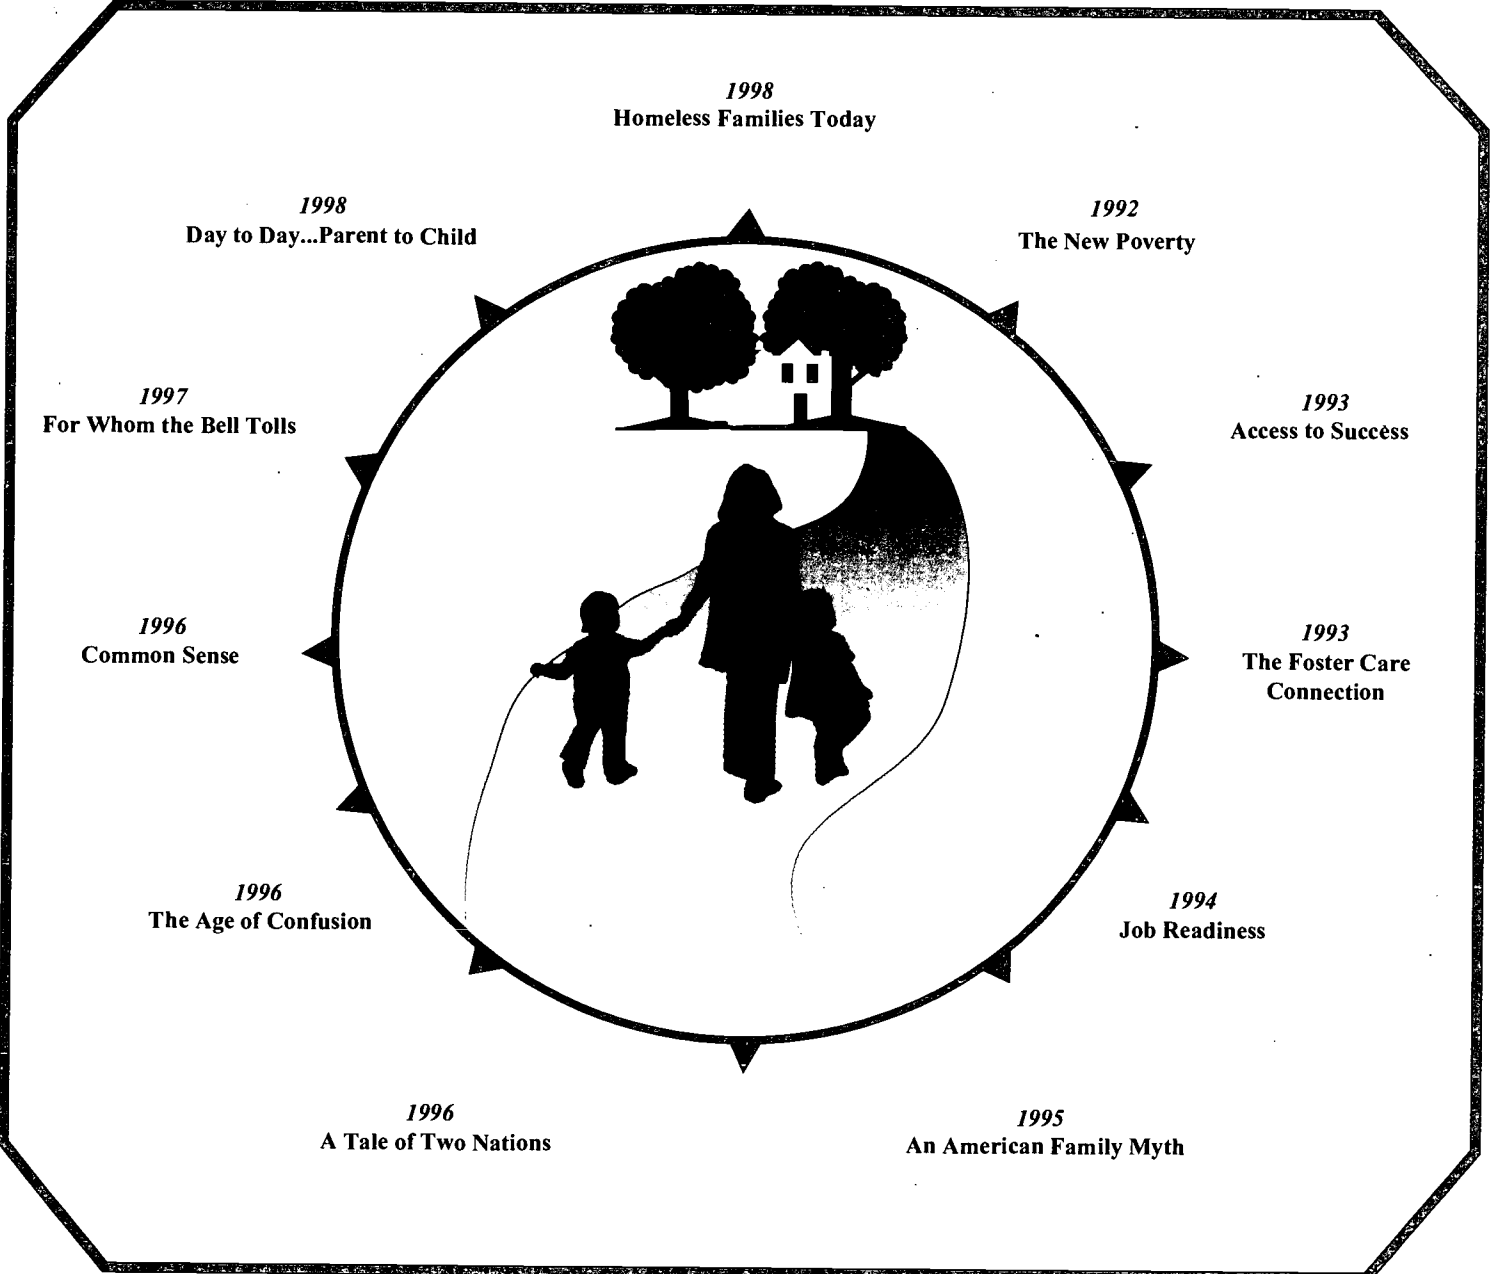 1998
Homeless Families Today
1998
Day to Day...Parent to Child
1992
The New Poverty
1997
For Whom the Bell Tolls
1993
Access to Success
1996
Common Sense
1993
The Foster Care
Connection
1996
The Age of Confusion
1994
Job Readiness
1996
A Tale of Two Nations
1995
An American Family Myth